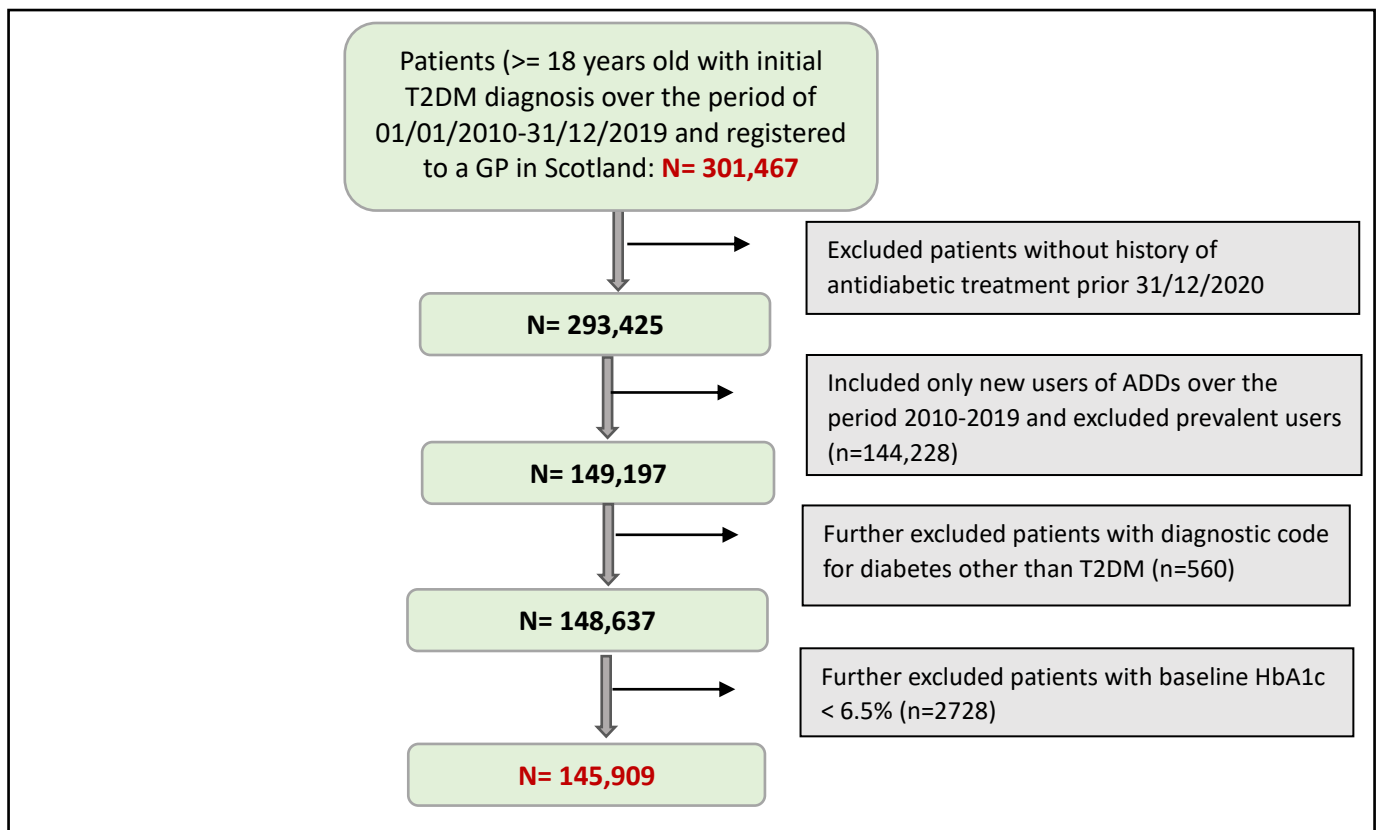 Patients (>= 18 years old with initial
T2DM diagnosis over the period of
01/01/2010-31/12/2019 and registered
to a GP in Scotland: N= 301,467
Excluded patients without history of
antidiabetic treatment prior 31/12/2020
N= 293,425
Included only new users of ADDs over the
period 2010-2019 and excluded prevalent users
(n=144,228)
N= 149,197
Further excluded patients with diagnostic code
for diabetes other than T2DM (n=560)
N= 148,637
Further excluded patients with baseline HbA1c
< 6.5% (n=2728)
N= 145,909